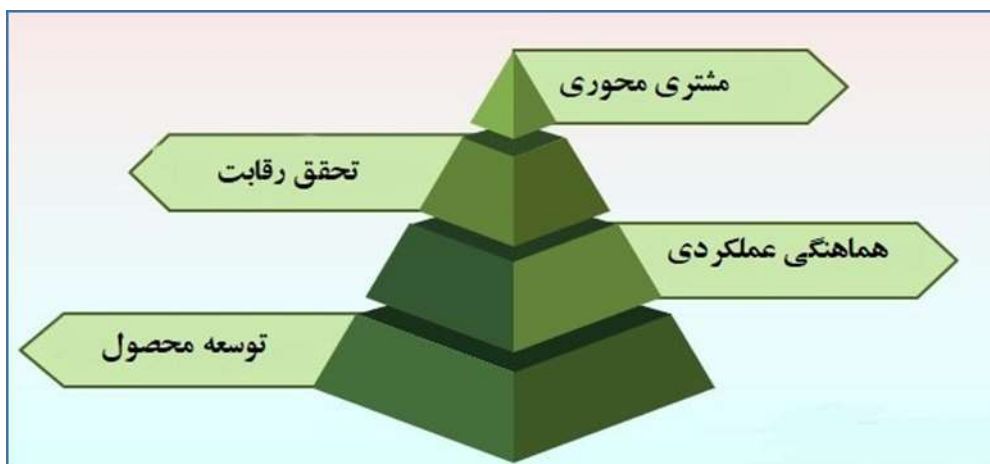 مشتری محوری
تحقق رقابت
هماهنگی عملکردی
توسعه محصول